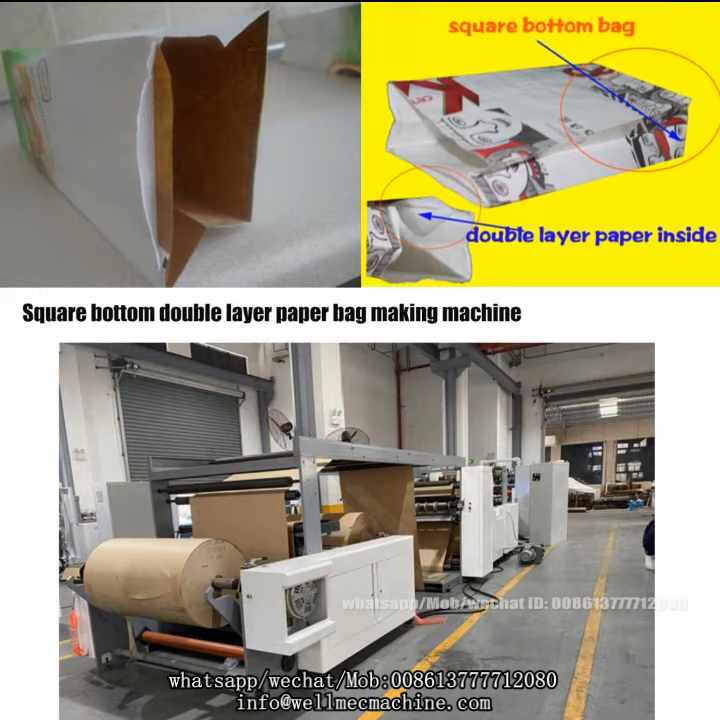 square bottom bag
double layer paper inside
Square bottom double layer paper bag making machine
whatsapp/Mob/wechat ID: 008613777712080
whatsapp/wechat/Mob:008613777712080
info@wellmecmachine.com